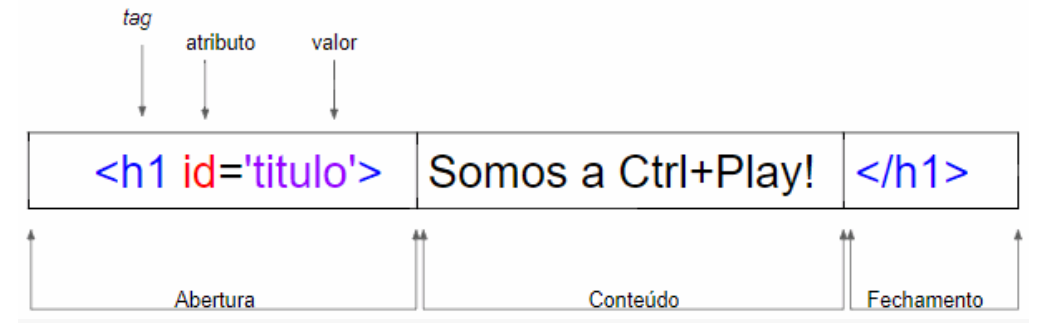 tag
atributo valor
<h1 id='titulo'> Somos a Ctrl+Play! </h1>
Abertura Conteúdo Fechamento